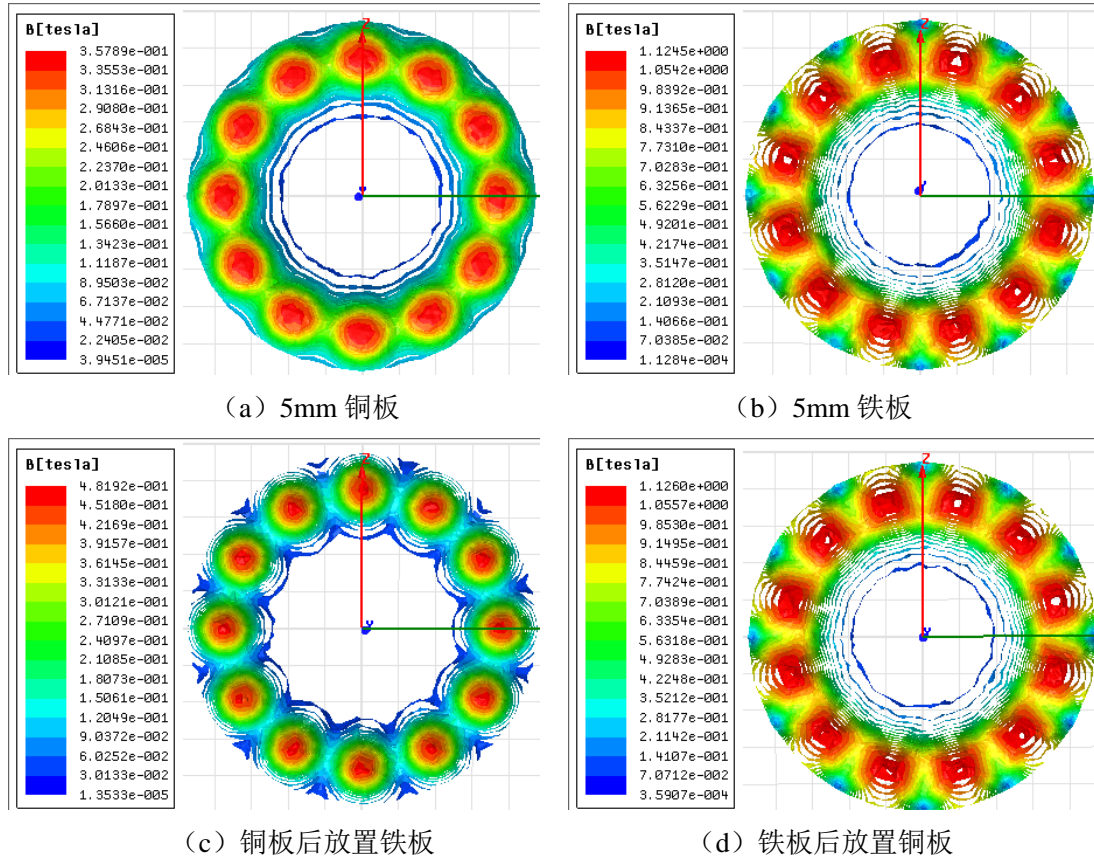 B[tesla]
3.5789e-001
3.3553e-001
3.1316e-001
2.9080e-001
2.6843e-001
2.4606e-001
2.2370e-001
2.0133e-001
1.7897e-001
1.5660e-001
1.3423e-001
1.1187e-001
8.9503e-002
6.7137e-002
4.4771e-002
2.2405e-002
3.9451e-005
Z
Y
(a)5mm 铜板
B[tesla]
1.1245e+000
1.0542e+000
9.8392e-001
9.1365e-001
8.4337e-001
7.7310e-001
7.0283e-001
6.3256e-001
5.6229e-001
4.9201e-001
4.2174e-001
3.5147e-001
2.8120e-001
2.1093e-001
1.4066e-001
7.0385e-002
1.1284e-004
Z
Y
(b)5mm 铁板
B[tesla]
4.8192e-001
4.5180e-001
4.2169e-001
3.9157e-001
3.6145e-001
3.3133e-001
3.0121e-001
2.7109e-001
2.4097e-001
2.1085e-001
1.8073e-001
1.5061e-001
1.2049e-001
9.0372e-002
6.0252e-002
3.0133e-002
1.3533e-005
Z
Y
(c)铜板后放置铁板
B[tesla]
1.1260e+000
1.0557e+000
9.8530e-001
9.1495e-001
8.4459e-001
7.7424e-001
7.0389e-001
6.3354e-001
5.6318e-001
4.9283e-001
4.2248e-001
3.5212e-001
2.8177e-001
2.1142e-001
1.4107e-001
7.0712e-002
3.5907e-004
Z
Y
(d)铁板后放置铜板